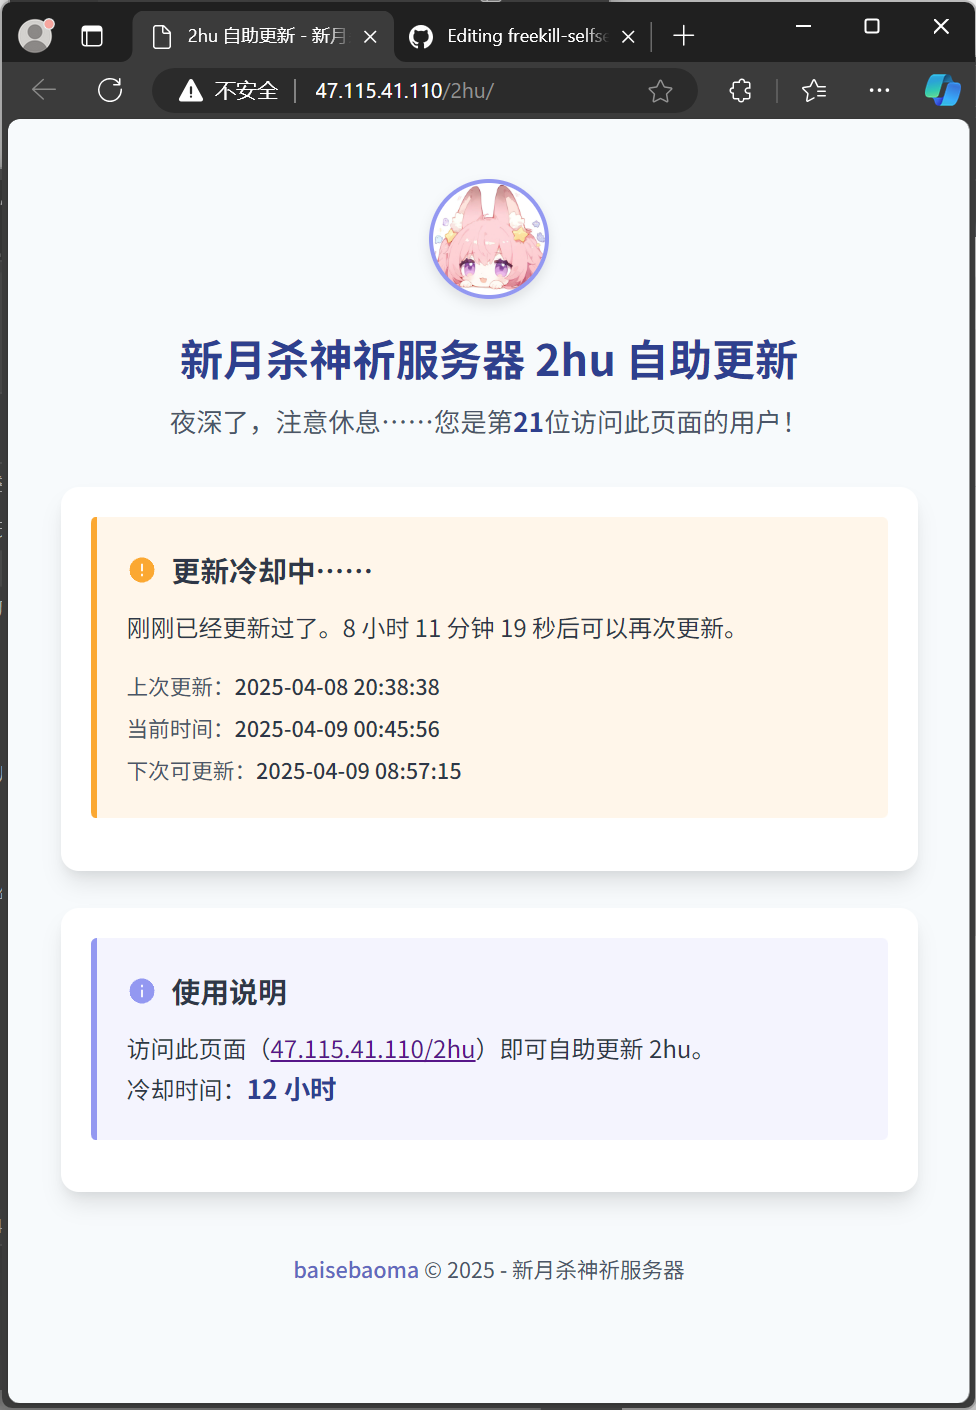 2hu 自助更新 - 新月
Editing freekill-selfse
不安全
47.115.41.110/2hu/
新月杀神祈服务器 2hu 自助更新
夜深了，注意休息……您是第21位访问此页面的用户！
更新冷却中……
刚刚已经更新过了。8 小时 11 分钟 19 秒后可以再次更新。
上次更新：2025-04-08 20:38:38
当前时间：2025-04-09 00:45:56
下次可更新：2025-04-09 08:57:15
使用说明
访问此页面（47.115.41.110/2hu）即可自助更新 2hu。
冷却时间：12 小时
baisebaoma © 2025 - 新月杀神祈服务器